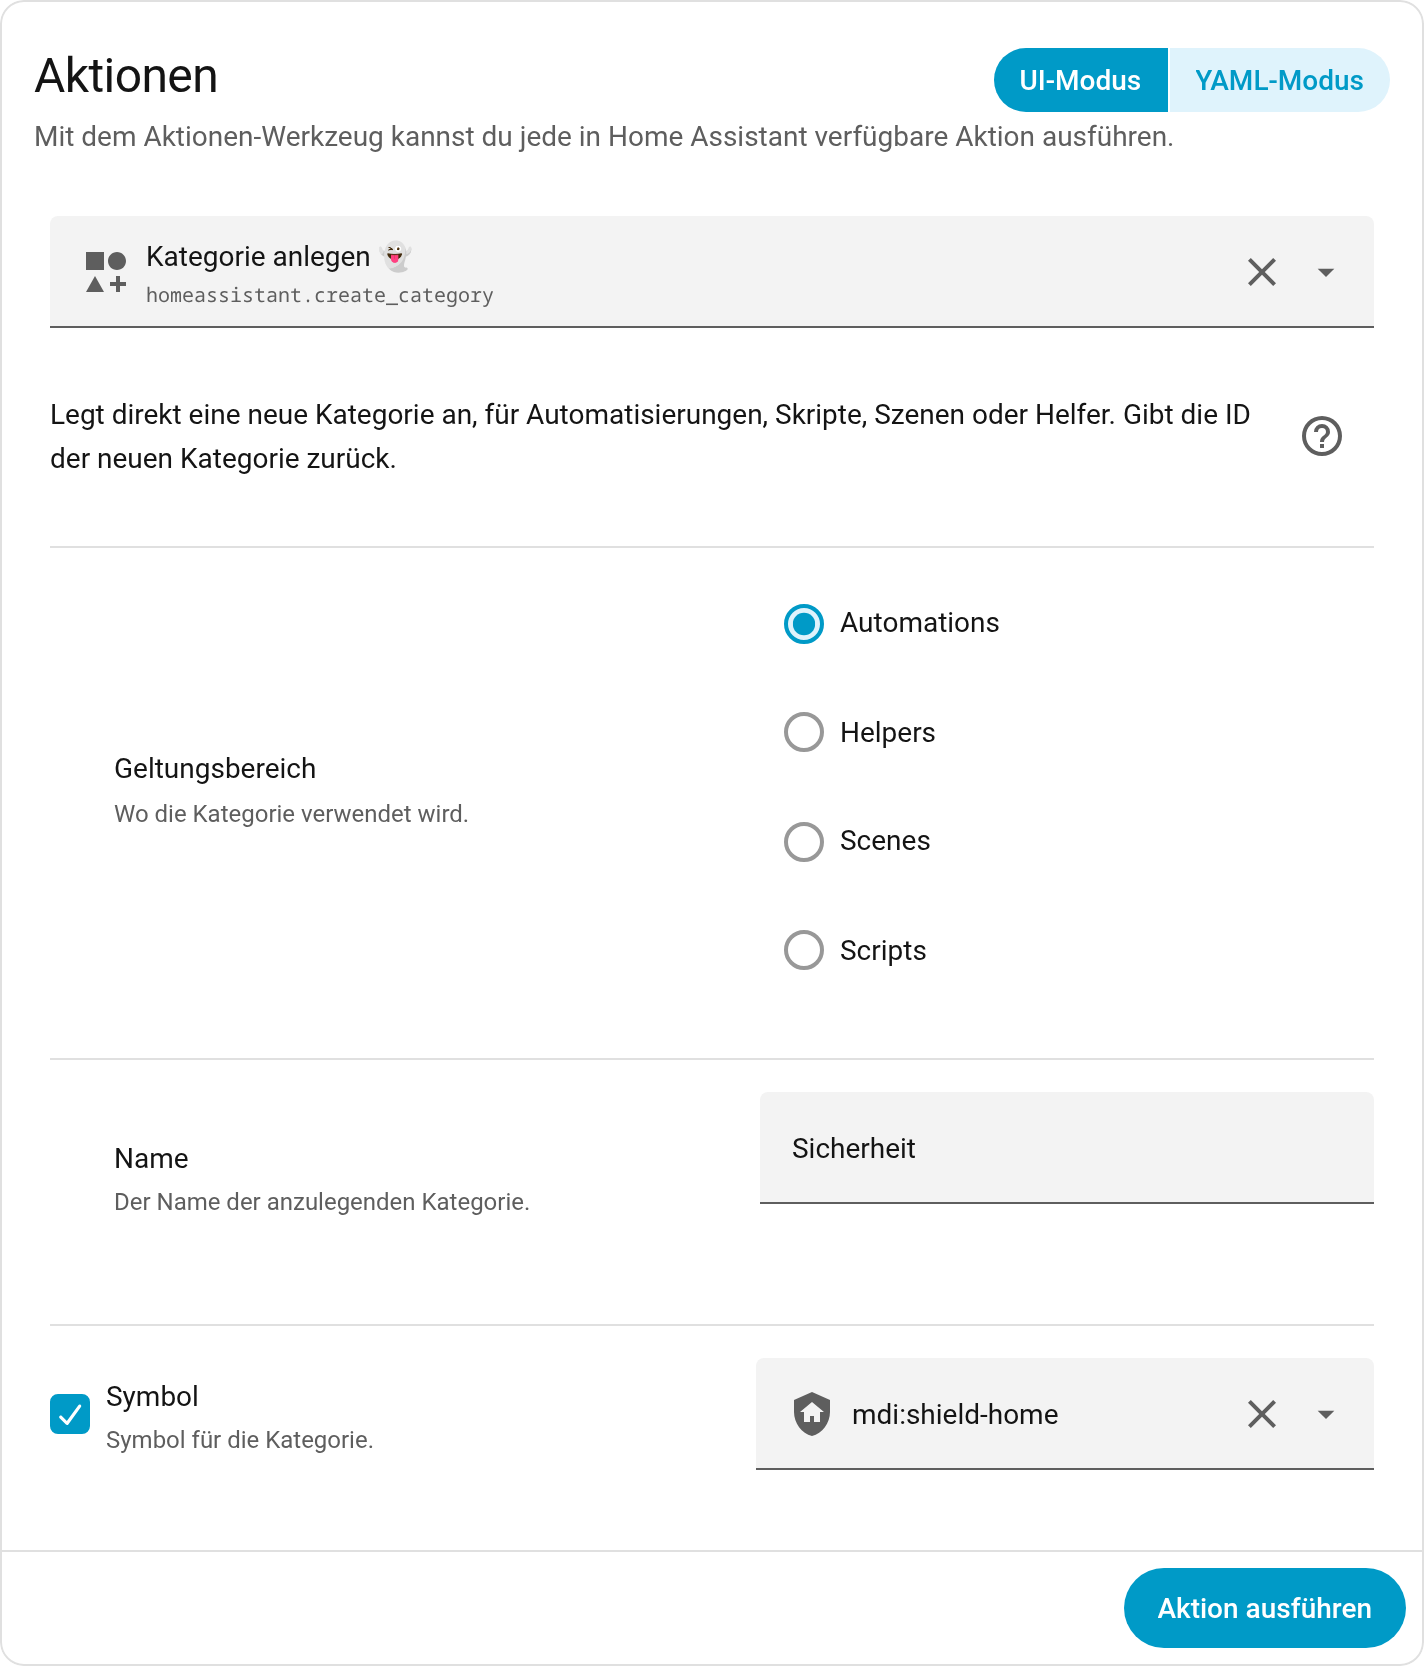 Aktionen
UI-Modus
YAML-Modus
Mit dem Aktionen-Werkzeug kannst du jede in Home Assistant verfügbare Aktion ausführen.
Kategorie anlegen 👻
homeassistant.create_category
Legt direkt eine neue Kategorie an, für Automatisierungen, Skripte, Szenen oder Helfer. Gibt die ID
der neuen Kategorie zurück.
Automations
Helpers
Geltungsbereich
Wo die Kategorie verwendet wird.
Scenes
Scripts
Name
Der Name der anzulegenden Kategorie.
Sicherheit
Symbol
Symbol für die Kategorie.
mdi:shield-home
Aktion ausführen